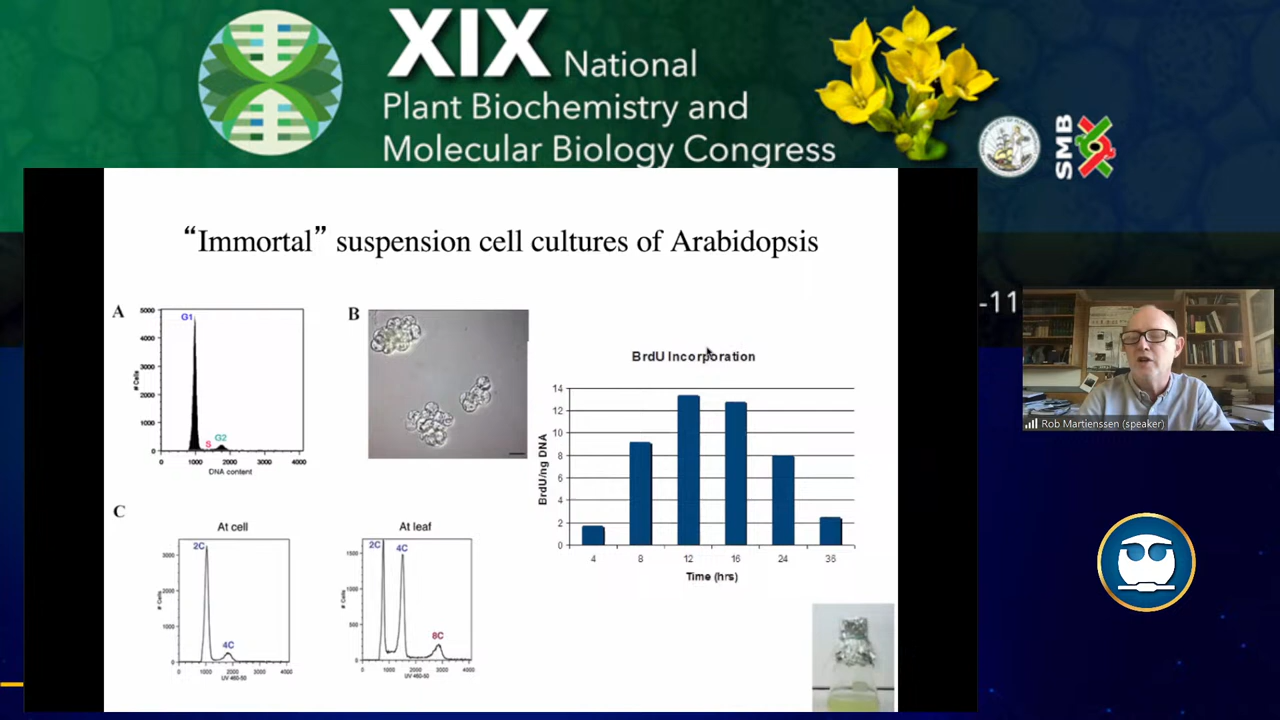 XIX National
Plant Biochemistry and
Molecular Biology Congress
SMB
“Immortal” suspension cell cultures of Arabidopsis
A
5000
4000
3000
2000
1000
0
# Cells
G1
S
G2
0 1000 2000 3000 4000
DNA content
B
BrdU Incorporation
14
12
10
8
6
4
2
0
BrdU/ng DNA
4 8 12 16 24 36
Time (hrs)
C
At cell
2C
4C
3000
2000
1000
0
# Cells
0 1000 2000 3000 4000
UV 460-50
At leaf
2C 4C
8C
1500
1000
500
0
# Cells
0 1000 2000 3000 4000
UV 460-50
-11
Rob Martienssen (speaker)